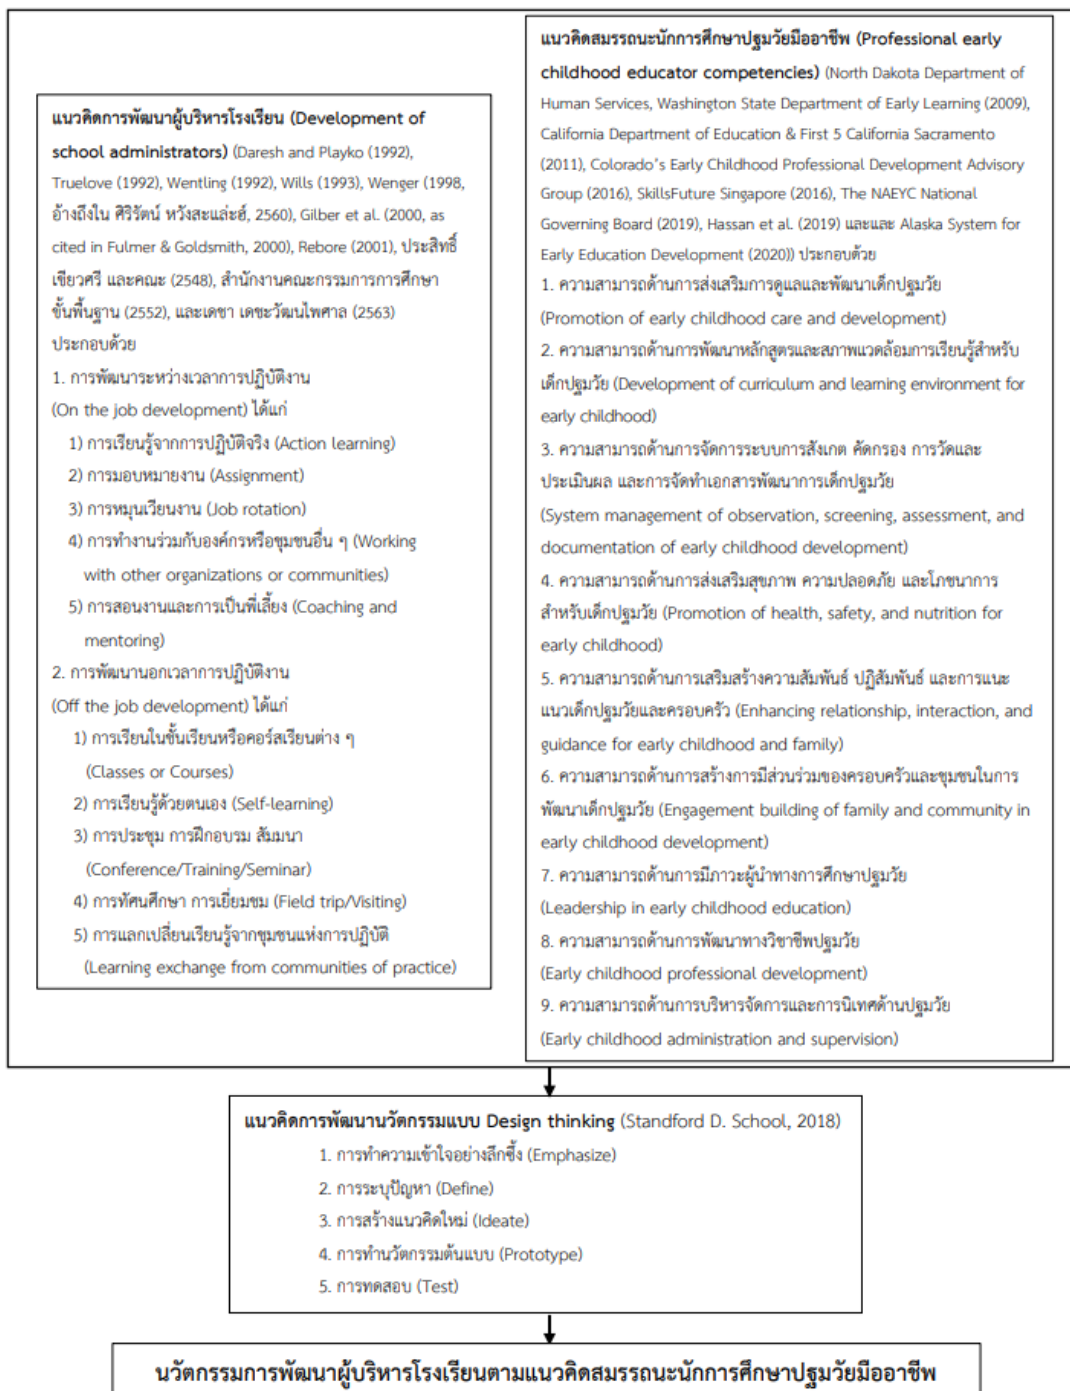 แนวคิดการพัฒนาผู้บริหารโรงเรียน (Development of
school administrators) (Daresh and Playko (1992),
Truelove (1992), Wentling (1992), Wills (1993), Wenger (1998,
อ้างถึงใน ศิริรัตน์ หวังสะแล่ะฮ์, 2560), Gilber et al. (2000, as
cited in Fulmer & Goldsmith, 2000), Rebore (2001), ประสิทธิ์
เขียวศรี และคณะ (2548), สำนักงานคณะกรรมการการศึกษา
ขั้นพื้นฐาน (2552), และเดชา เดชะวัฒนไพศาล (2563)
ประกอบด้วย
1. การพัฒนาระหว่างเวลาการปฏิบัติงาน
(On the job development) ได้แก่
1) การเรียนรู้จากการปฏิบัติจริง (Action learning)
2) การมอบหมายงาน (Assignment)
3) การหมุนเวียนงาน (Job rotation)
4) การทำงานร่วมกับองค์กรหรือชุมชนอื่น ๆ (Working
with other organizations or communities)
5) การสอนงานและการเป็นพี่เลี้ยง (Coaching and
mentoring)
2. การพัฒนานอกเวลาการปฏิบัติงาน
(Off the job development) ได้แก่
1) การเรียนในชั้นเรียนหรือคอร์สเรียนต่าง ๆ
(Classes or Courses)
2) การเรียนรู้ด้วยตนเอง (Self-learning)
3) การประชุม การฝึกอบรม สัมมนา
(Conference/Training/Seminar)
4) การทัศนศึกษา การเยี่ยมชม (Field trip/Visiting)
5) การแลกเปลี่ยนเรียนรู้จากชุมชนแห่งการปฏิบัติ
(Learning exchange from communities of practice)
แนวคิดสมรรถนะนักการศึกษาปฐมวัยมืออาชีพ (Professional early
childhood educator competencies) (North Dakota Department of
Human Services, Washington State Department of Early Learning (2009),
California Department of Education & First 5 California Sacramento
(2011), Colorado's Early Childhood Professional Development Advisory
Group (2016), SkillsFuture Singapore (2016), The NAEYC National
Governing Board (2019), Hassan et al. (2019) และและ Alaska System for
Early Education Development (2020)) ประกอบด้วย
1. ความสามารถด้านการส่งเสริมการดูแลและพัฒนาเด็กปฐมวัย
(Promotion of early childhood care and development)
2. ความสามารถด้านการพัฒนาหลักสูตรและสภาพแวดล้อมการเรียนรู้สำหรับ
เด็กปฐมวัย (Development of curriculum and learning environment for
early childhood)
3. ความสามารถด้านการจัดการระบบการสังเกต คัดกรอง การวัดและ
ประเมินผล และการจัดทำเอกสารพัฒนาการเด็กปฐมวัย
(System management of observation, screening, assessment, and
documentation of early childhood development)
4. ความสามารถด้านการส่งเสริมสุขภาพ ความปลอดภัย และโภชนาการ
สำหรับเด็กปฐมวัย (Promotion of health, safety, and nutrition for
early childhood)
5. ความสามารถด้านการเสริมสร้างความสัมพันธ์ ปฏิสัมพันธ์ และการแนะ
แนวเด็กปฐมวัยและครอบครัว (Enhancing relationship, interaction, and
guidance for early childhood and family)
6. ความสามารถด้านการสร้างการมีส่วนร่วมของครอบครัวและชุมชนในการ
พัฒนาเด็กปฐมวัย (Engagement building of family and community in
early childhood development)
7. ความสามารถด้านการมีภาวะผู้นำทางการศึกษาปฐมวัย
(Leadership in early childhood education)
8. ความสามารถด้านการพัฒนาทางวิชาชีพปฐมวัย
(Early childhood professional development)
9. ความสามารถด้านการบริหารจัดการและการนิเทศด้านปฐมวัย
(Early childhood administration and supervision)
แนวคิดการพัฒนานวัตกรรมแบบ Design thinking (Standford D. School, 2018)
1. การทำความเข้าใจอย่างลึกซึ้ง (Emphasize)
2. การระบุปัญหา (Define)
3. การสร้างแนวคิดใหม่ (Ideate)
4. การทำนวัตกรรมต้นแบบ (Prototype)
5. การทดสอบ (Test)
นวัตกรรมการพัฒนาผู้บริหารโรงเรียนตามแนวคิดสมรรถนะนักการศึกษาปฐมวัยมืออาชีพ